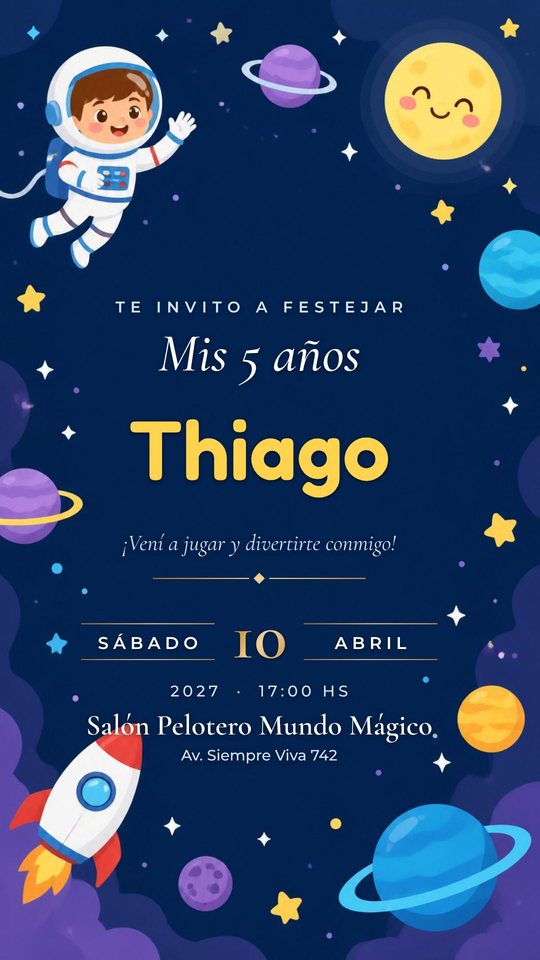 TE INVITO A FESTEJAR
Mis 5 años
Thiago
¡Vení a jugar y divertirte conmigo!
SÁBADO 10 ABRIL
2027 · 17:00 HS
Salón Pelotero Mundo Mágico
Av. Siempre Viva 742